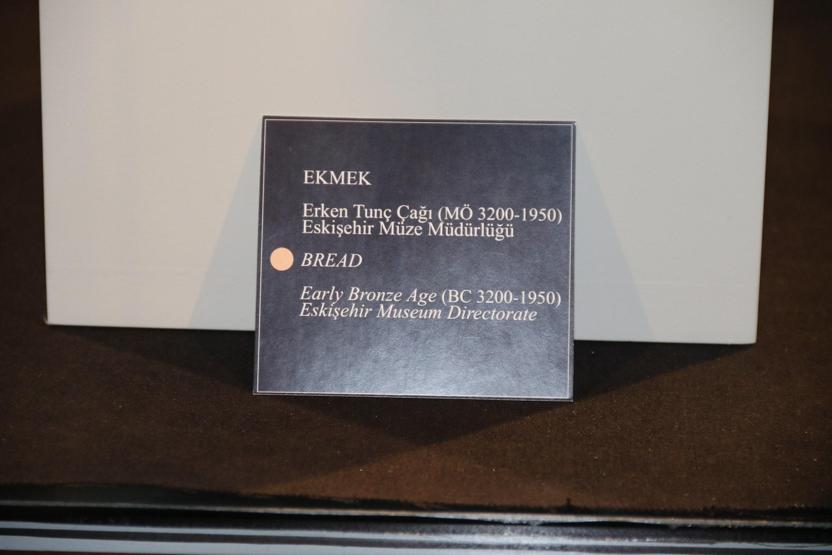 EKMEK
Erken Tunç Çağı (MÖ 3200-1950)
Eskişehir Müze Müdürlüğü
BREAD
Early Bronze Age (BC 3200-1950)
Eskişehir Museum Directorate